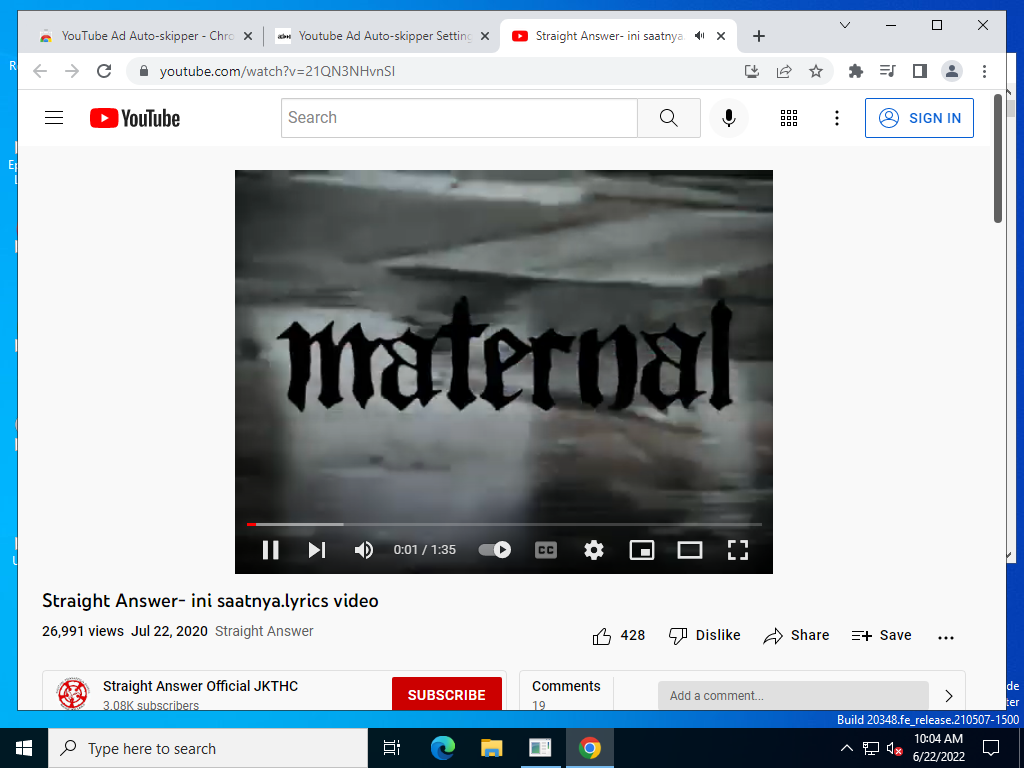 YouTube Ad Auto-skipper - Chro
Youtube Ad Auto-skipper Setting
Straight Answer- ini saatnya.
youtube.com/watch?v=21QN3NHvnSI
YouTube
Search
SIGN IN
maternal
0:01 / 1:35
CC
Straight Answer- ini saatnya.lyrics video
26,991 views Jul 22, 2020 Straight Answer
428
Dislike
Share
Save
Straight Answer Official JKTHC
3.08K subscribers
SUBSCRIBE
Comments
19
Add a comment...
Build 20348.fe_release.210507-1500
Type here to search
10:04 AM
6/22/2022